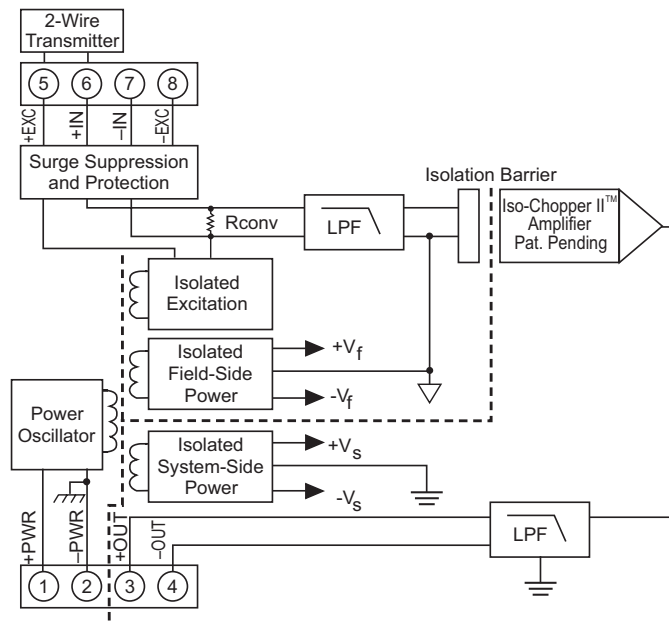 2-Wire
Transmitter
5 6 7 8
+EXC +IN –IN –EXC
Surge Suppression
and Protection
Isolation Barrier
Rconv
LPF
Iso-Chopper II™
Amplifier
Pat. Pending
Isolated
Excitation
Isolated
Field-Side
Power
+Vf
-Vf
Power
Oscillator
Isolated
System-Side
Power
+Vs
-Vs
+PWR –PWR +OUT –OUT
LPF
1 2 3 4